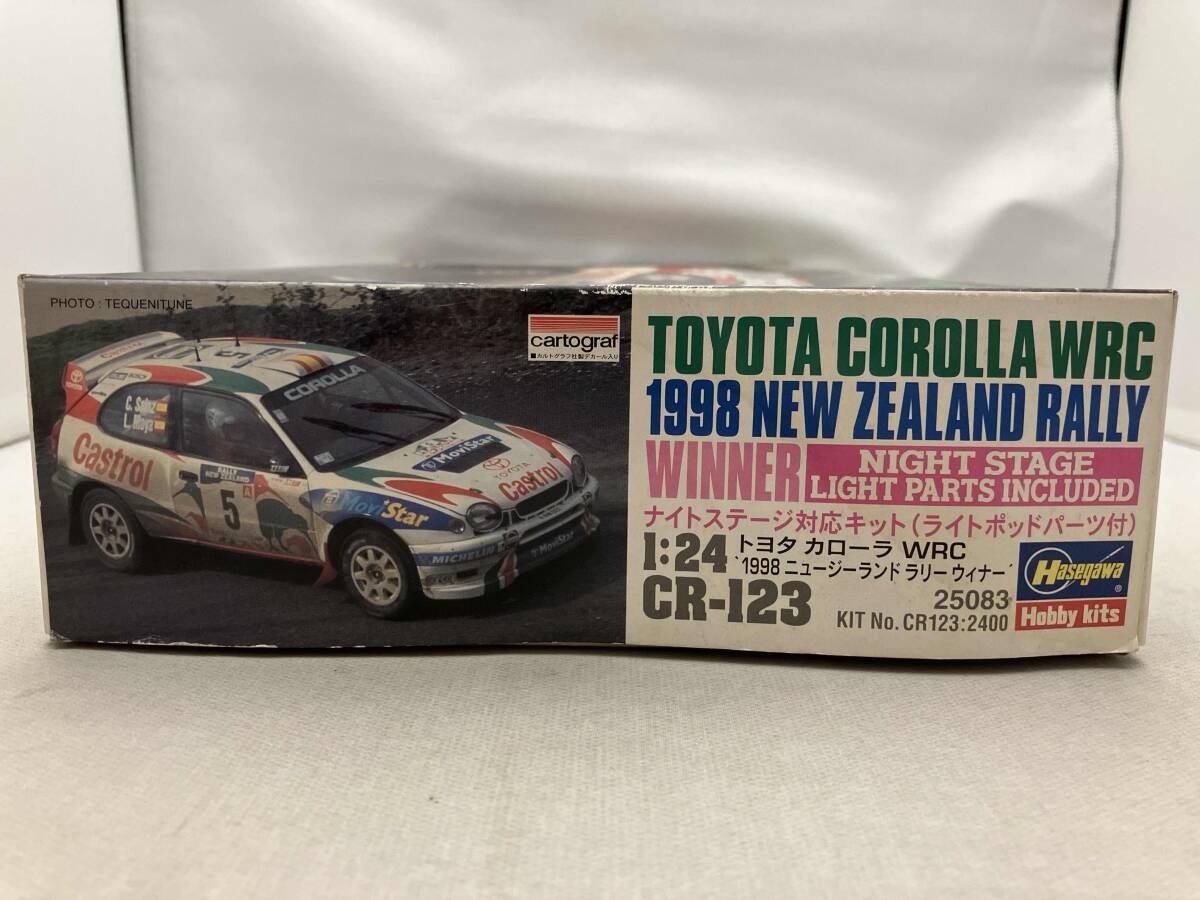 PHOTO : TEQUENITUNE
cartograf
■カルトグラフ社製デカール入り
COROLLA
TOYOTA
C. Sainz
L. Moya
Castrol
RALLY
NEW ZEALAND
5
Movistar
TOYOTA
Castrol
MoviStar
MICHELIN
MoviStar
TOYOTA COROLLA WRC
1998 NEW ZEALAND RALLY
WINNER
NIGHT STAGE
LIGHT PARTS INCLUDED
ナイトステージ対応キット(ライトポッドパーツ付)
1:24
トヨタ カローラ WRC
'1998 ニュージーランド ラリー ウィナー'
CR-123
25083
KIT No. CR123:2400
Hasegawa
Hobby kits